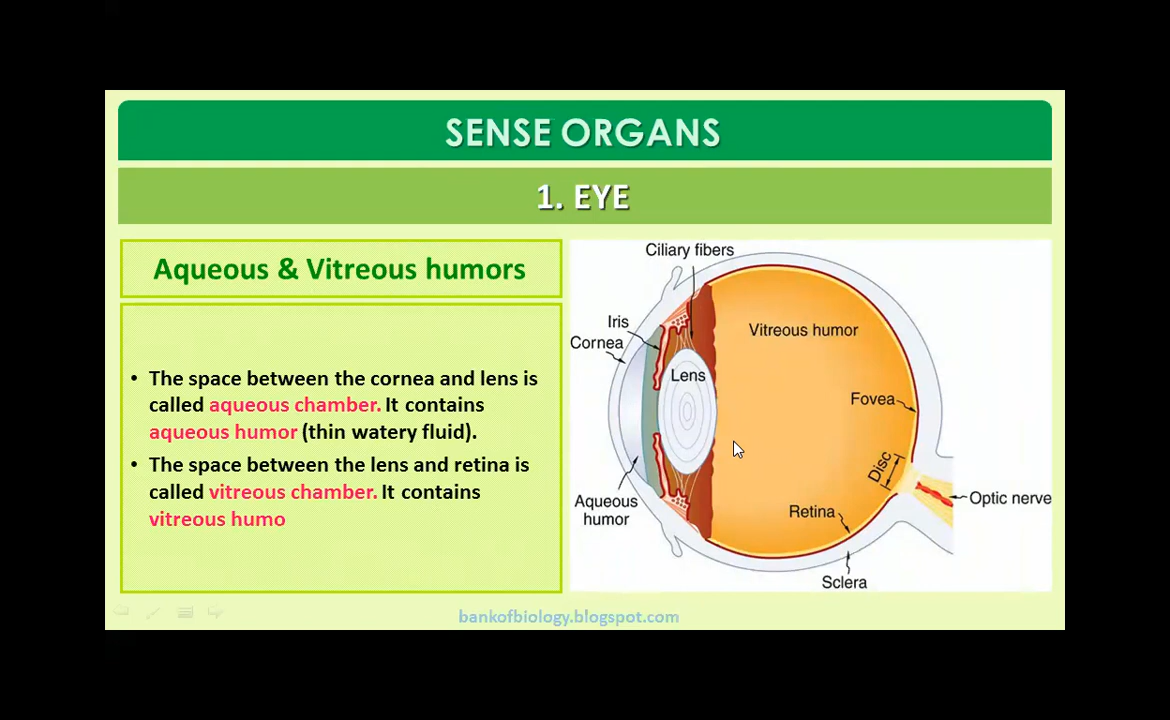 SENSE ORGANS
1. EYE
Aqueous & Vitreous humors
• The space between the cornea and lens is
called aqueous chamber. It contains
aqueous humor (thin watery fluid).
• The space between the lens and retina is
called vitreous chamber. It contains
vitreous humo
Ciliary fibers
Iris
Cornea
Lens
Vitreous humor
Fovea
Disc
Aqueous
humor
Optic nerve
Retina
Sclera
bankofbiology.blogspot.com